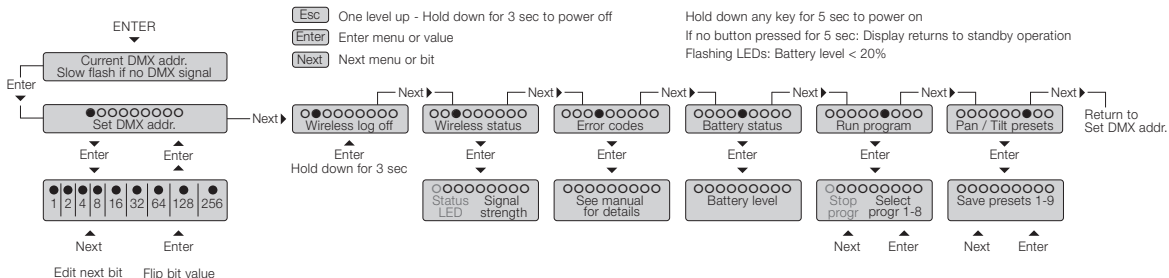 Esc One level up - Hold down for 3 sec to power off
Enter Enter menu or value
Next Next menu or bit
Hold down any key for 5 sec to power on
If no button pressed for 5 sec: Display returns to standby operation
Flashing LEDs: Battery level < 20%
ENTER
Current DMX addr.
Slow flash if no DMX signal
Enter
Set DMX addr.
Next
Wireless log off
Next
Wireless status
Next
Error codes
Next
Battery status
Next
Run program
Next
Pan / Tilt presets
Next
Return to
Set DMX addr.
Enter
Enter
Enter
Hold down for 3 sec
Enter
Enter
Enter
Enter
Enter
1 2 4 8 16 32 64 128 256
Status
LED
Signal
strength
See manual
for details
Battery level
Stop
progr
Select
progr 1-8
Save presets 1-9
Next
Enter
Next
Enter
Next
Enter
Edit next bit
Flip bit value